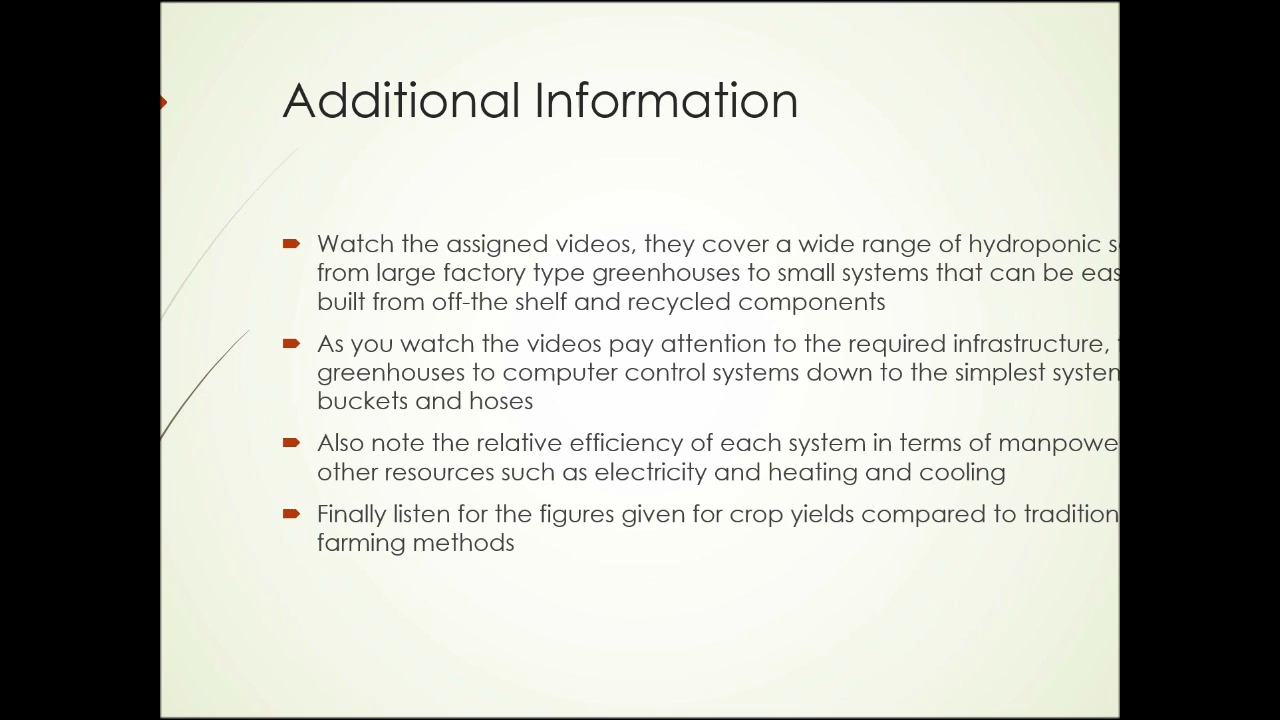 Additional Information
Watch the assigned videos, they cover a wide range of hydroponic
from large factory type greenhouses to small systems that can be
built from off-the shelf and recycled components
As you watch the videos pay attention to the required infrastructure,
greenhouses to computer control systems down to the simplest
buckets and hoses
Also note the relative efficiency of each system in terms of
other resources such as electricity and heating and cooling
Finally listen for the figures given for crop yields compared to
farming methods